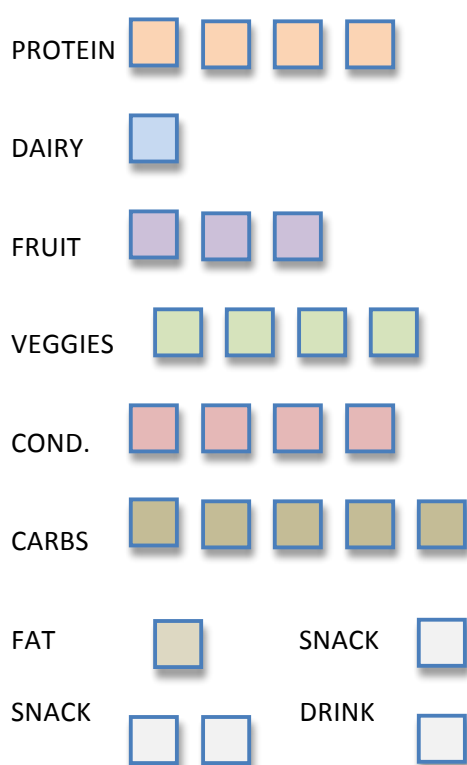 PROTEIN
DAIRY
FRUIT
VEGGIES
COND.
CARBS
FAT SNACK
SNACK DRINK